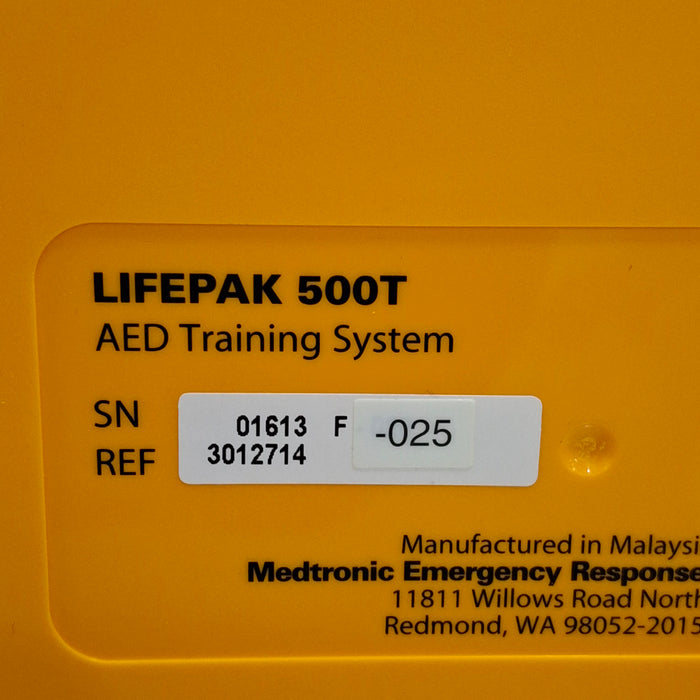 LIFEPAK 500T
AED Training System
SN 01613 F -025
REF 3012714
Manufactured in Malaysi
Medtronic Emergency Response
11811 Willows Road North
Redmond, WA 98052-2015